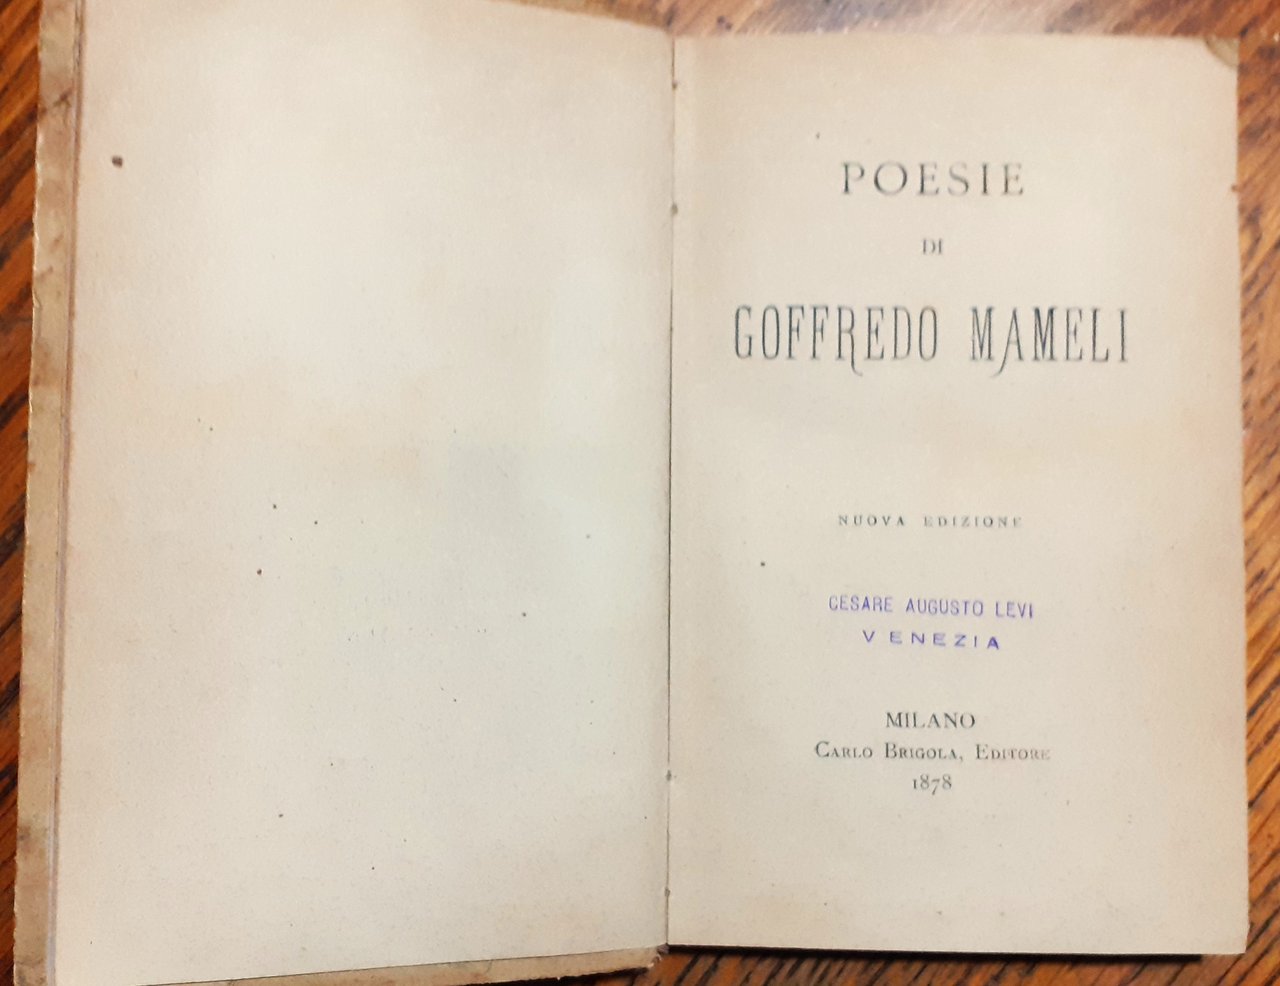 POESIE
DI
GOFFREDO MAMELI
NUOVA EDIZIONE
CESARE AUGUSTO LEVI
VENEZIA
MILANO
CARLO BRIGOLA, EDITORE
1878